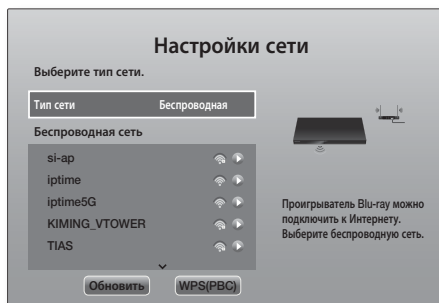 Настройки сети
Выберите тип сети.
Тип сети Беспроводная
Беспроводная сеть
si-ap
iptime
iptime5G
KIMING_VTOWER
TIAS
Обновить WPS(PBC)
Проигрыватель Blu-ray можно
подключить к Интернету.
Выберите беспроводную сеть.